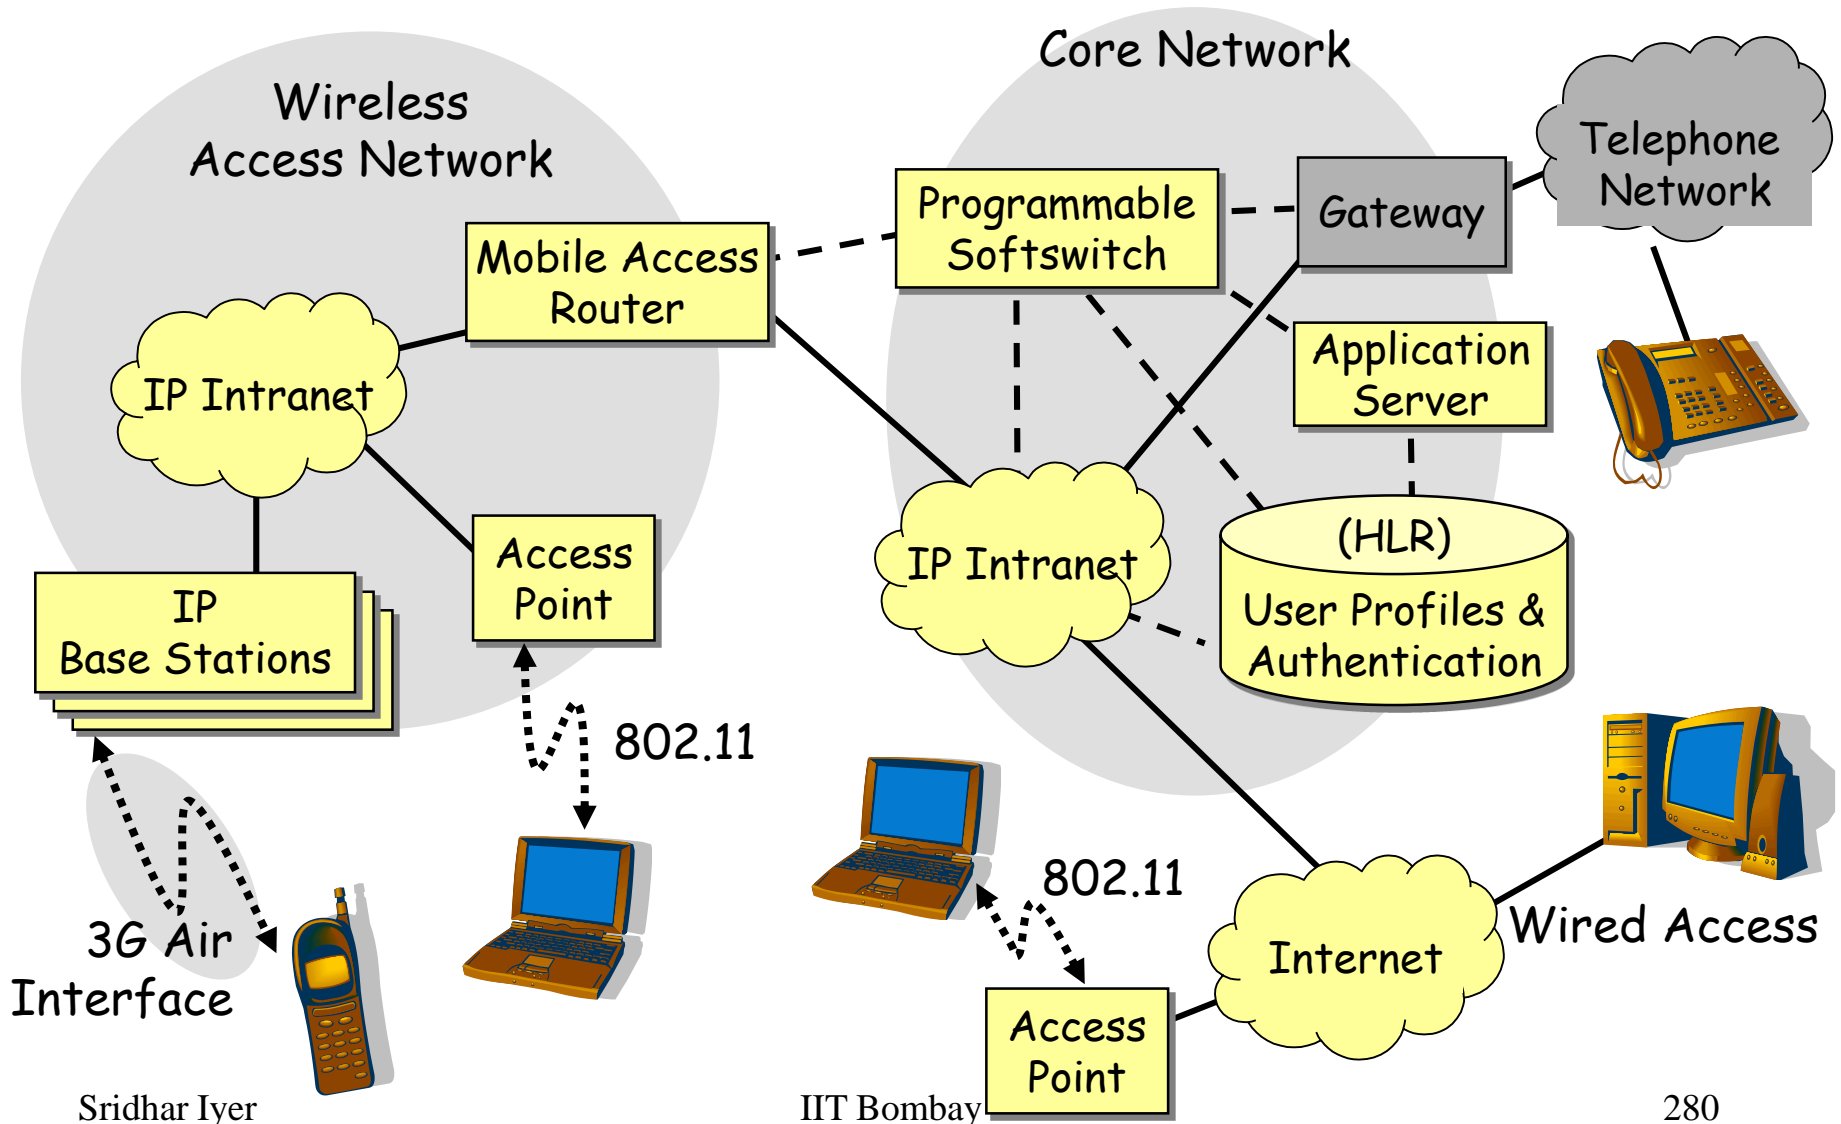 Core Network
Wireless
Access Network
Telephone
Network
Programmable
Softswitch
Gateway
Mobile Access
Router
Application
Server
IP Intranet
Access
Point
(HLR)
IP Intranet
User Profiles &
Authentication
IP
Base Stations
802.11
802.11
Wired Access
3G Air
Interface
Internet
Access
Point
Sridhar Iyer
IIT Bombay
280